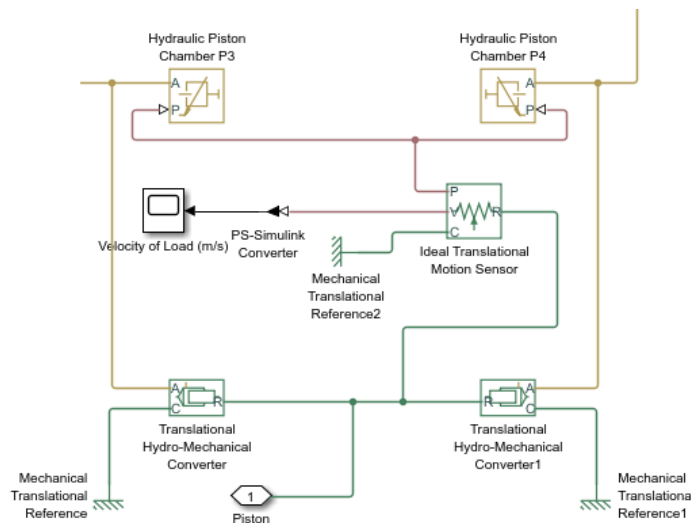 Hydraulic Piston
Chamber P3
Hydraulic Piston
Chamber P4
A
P
A
P
P
V
R
C
Velocity of Load (m/s)
PS-Simulink
Converter
Ideal Translational
Motion Sensor
Mechanical
Translational
Reference2
A
C
R
R
A
C
Translational
Hydro-Mechanical
Converter
Translational
Hydro-Mechanical
Converter1
Mechanical
Translational
Reference
1
Piston
Mechanical
Translationa
Reference1